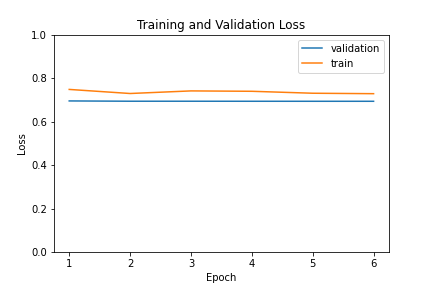 Training and Validation Loss
validation
train
1.0
0.8
0.6
0.4
0.2
0.0
Loss
1 2 3 4 5 6
Epoch